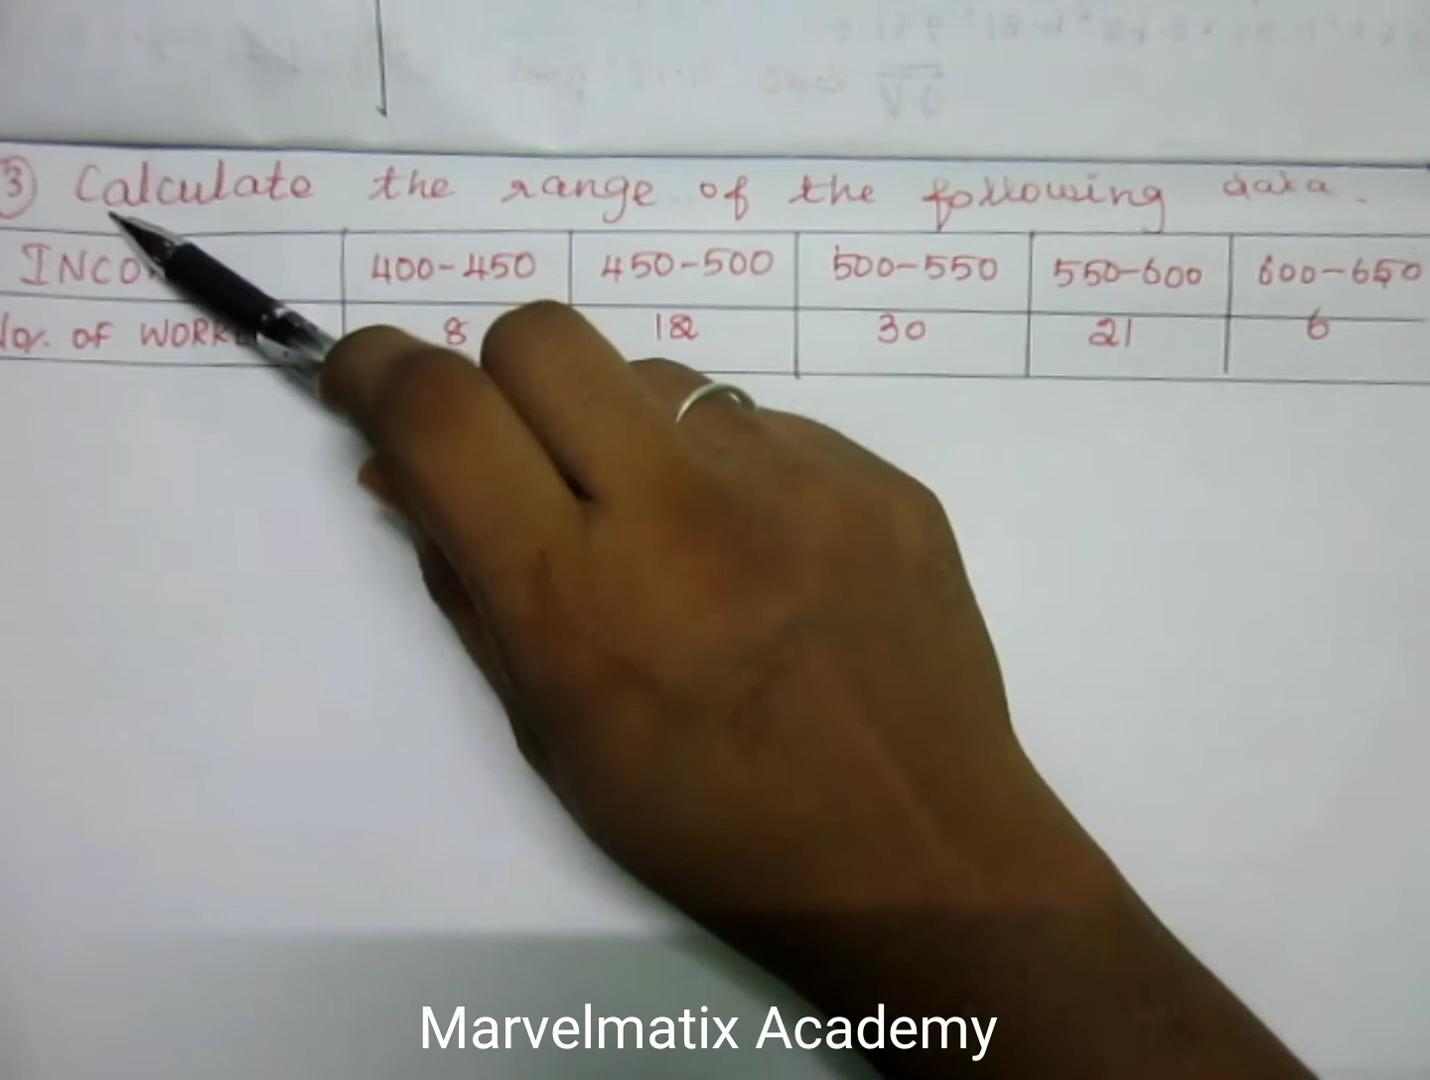 ③ Calculate the range of the following data.
INCO 400-450 450-500 500-550 550-600 600-650
No. of WORK 8 12 30 21 6
Marvelmatix Academy